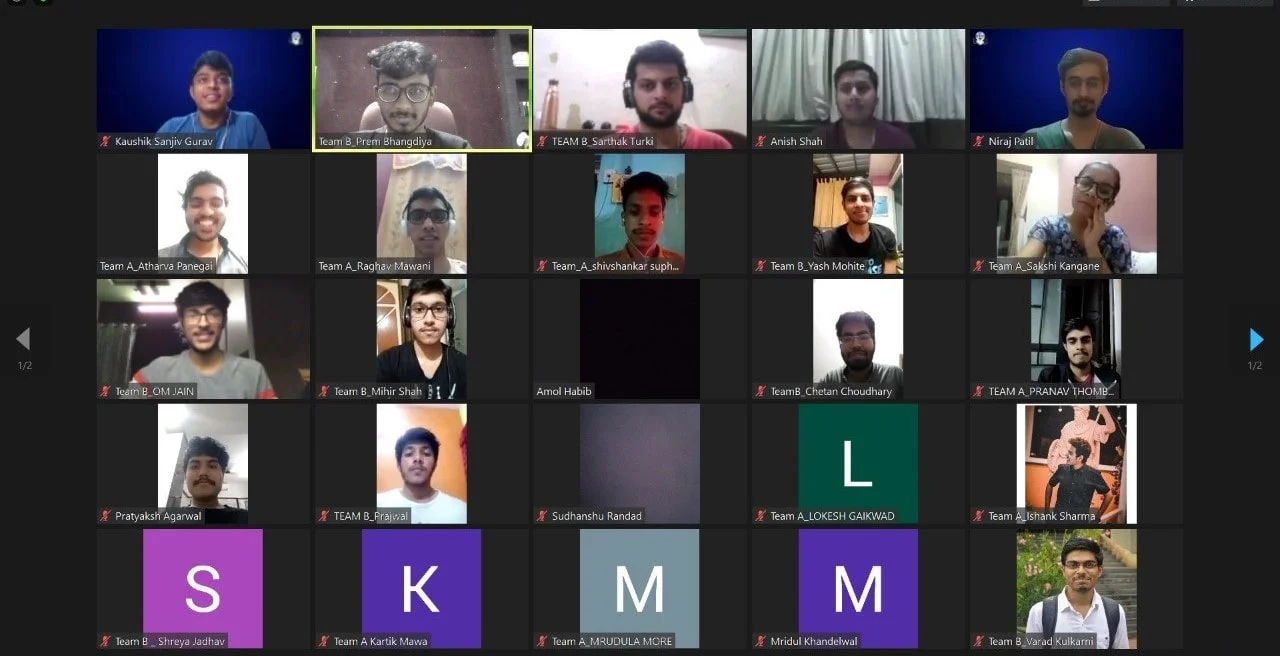 Kaushik Sanjiv Gurav
Team B_Prem Bhangdiya
TEAM B_Sarthak Turki
Anish Shah
Niraj Patil
Team A_Atharva Panegai
Team A_Raghav Mawani
Team_A_shivshankar suph...
Team B_Yash Mohite
Team A_Sakshi Kangane
1/2
1/2
Team B_OM JAIN
Team B_Mihir Shah
Amol Habib
TeamB_Chetan Choudhary
TEAM A_PRANAV THOMB...
Pratyaksh Agarwal
TEAM B_Prajwal
Sudhanshu Randad
L
Team A_LOKESH GAIKWAD
Team A_Ishank Sharma
S
Team B _ Shreya Jadhav
K
Team A Kartik Mawa
M
Team A_MRUDULA MORE
M
Mridul Khandelwal
Team B_Varad Kulkarni